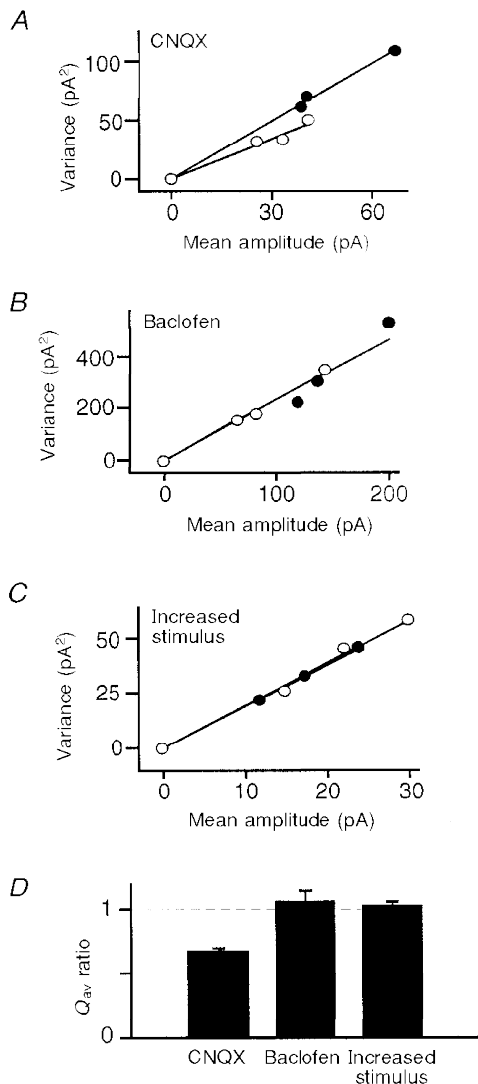 A
CNQX
Variance (pA²)
100
50
0
0
30
60
Mean amplitude (pA)
B
Baclofen
Variance (pA²)
400
200
0
0
100
200
Mean amplitude (pA)
C
Increased
stimulus
Variance (pA²)
50
25
0
0
10
20
30
Mean amplitude (pA)
D
Qav ratio
1
0
CNQX
Baclofen
Increased
stimulus